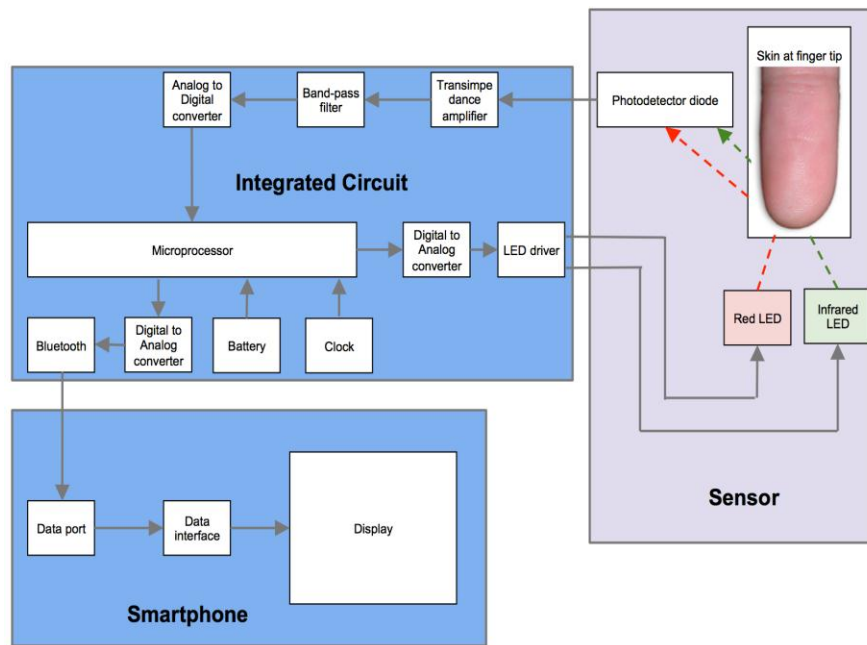 Skin at finger tip
Photodetector diode
Transimpe
dance
amplifier
Band-pass
filter
Analog to
Digital
converter
Integrated Circuit
Microprocessor
Digital to
Analog
converter
LED driver
Bluetooth
Digital to
Analog
converter
Battery
Clock
Red LED
Infrared
LED
Sensor
Data port
Data
interface
Display
Smartphone